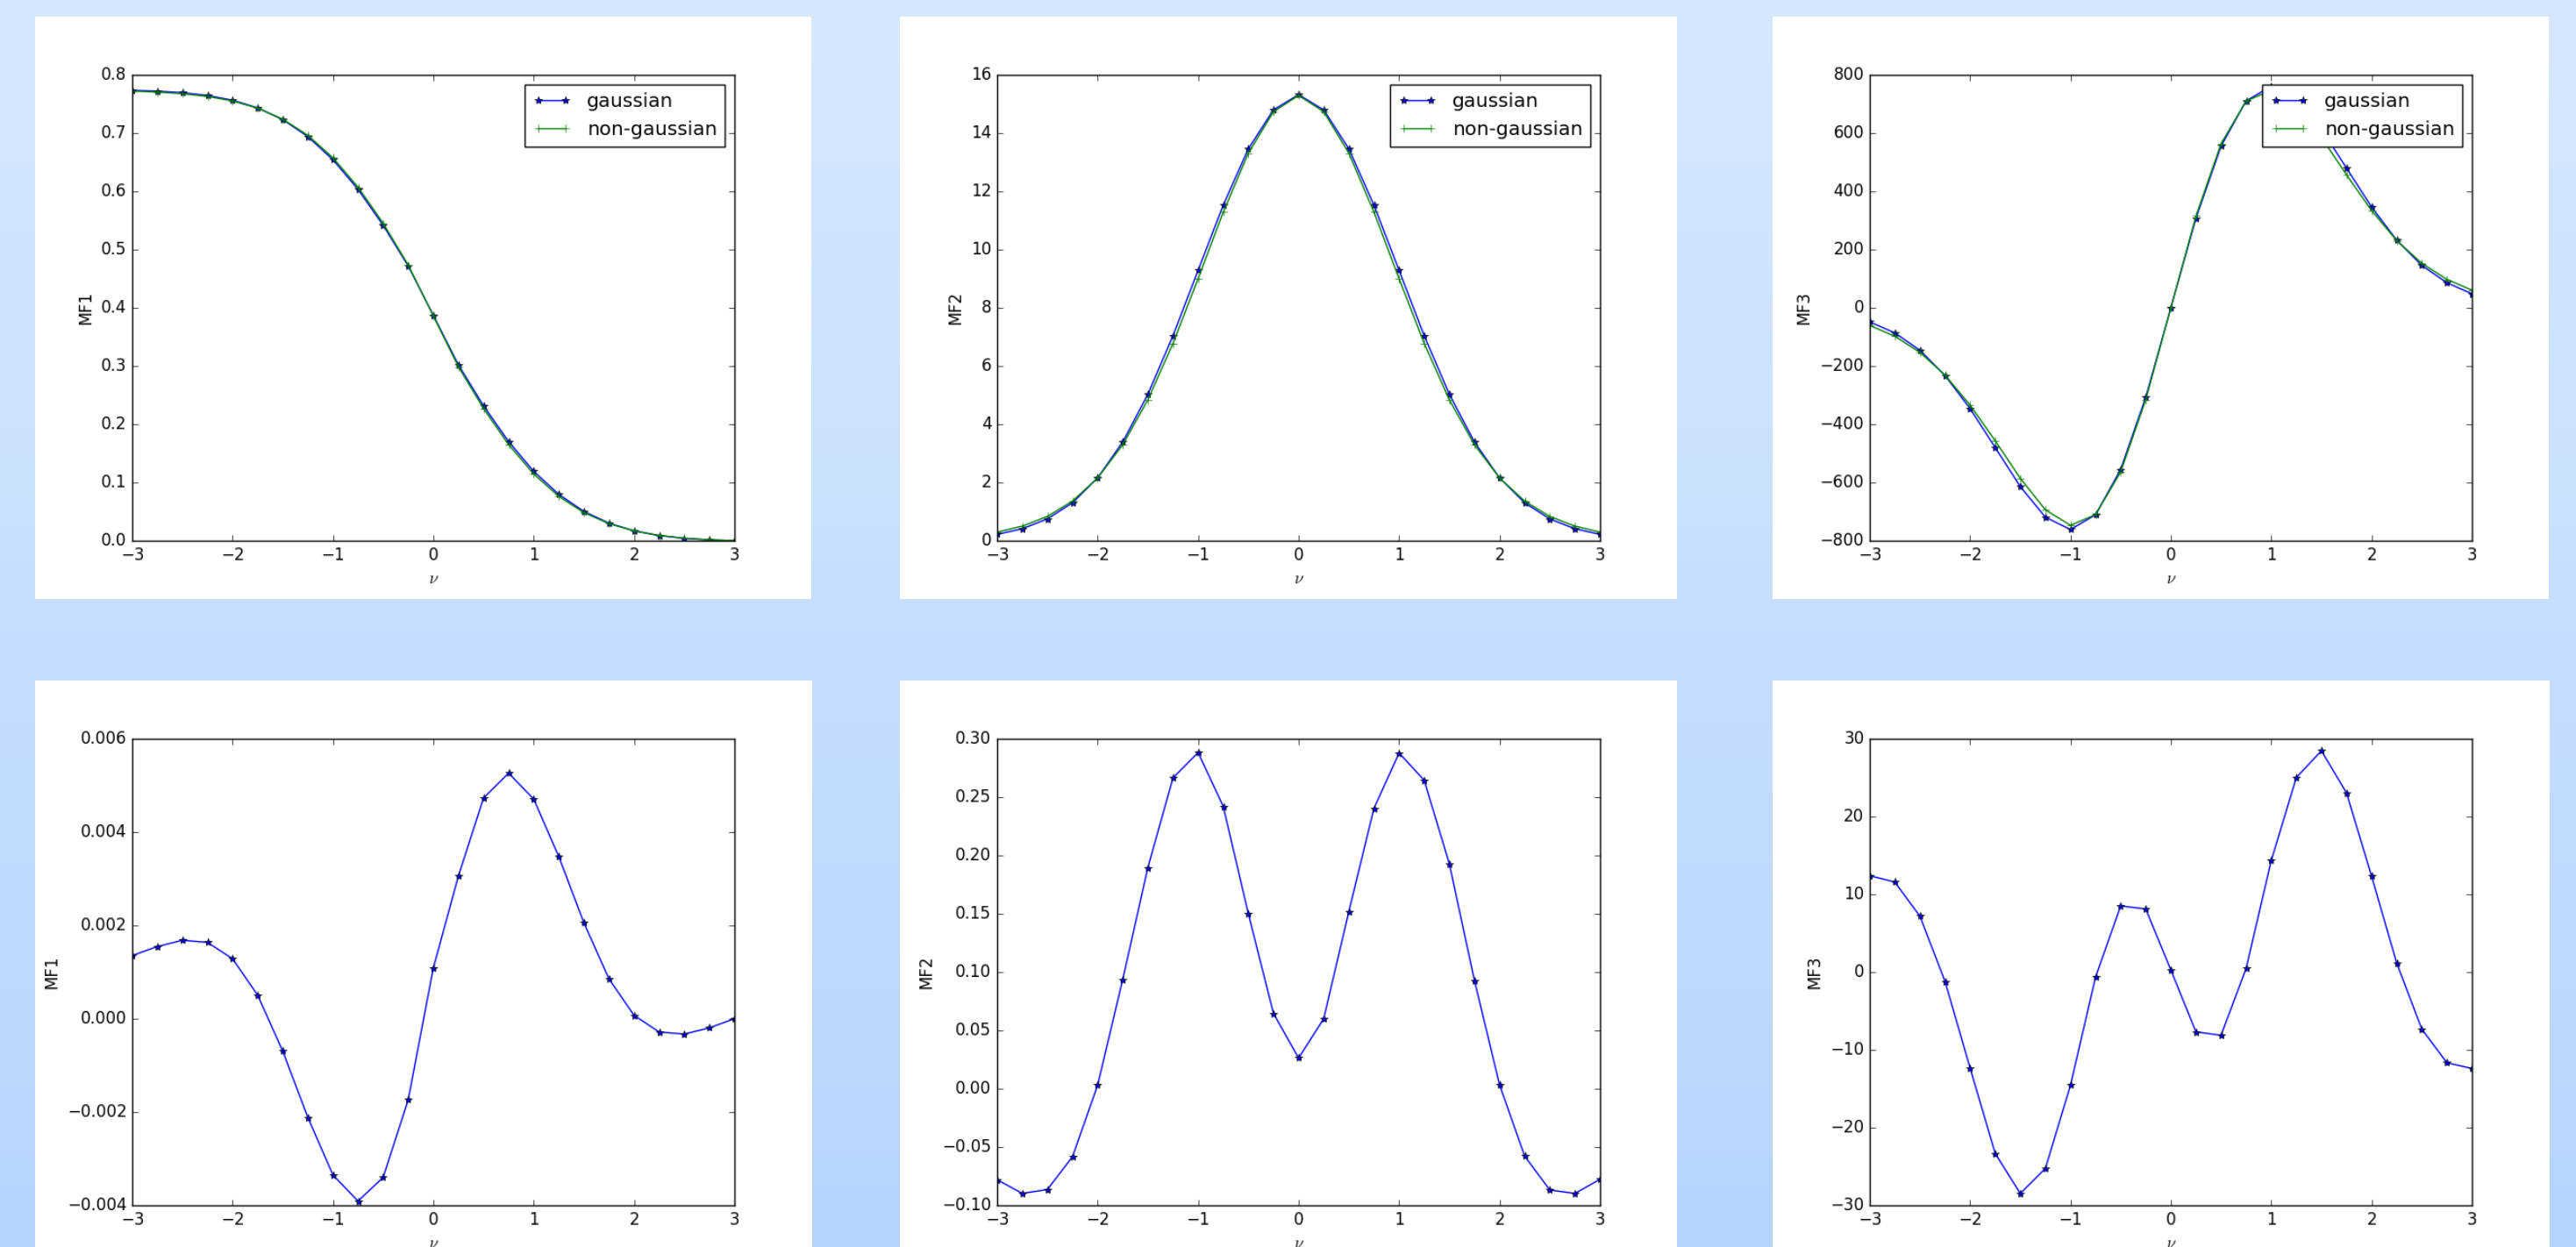 0.8
0.7
0.6
0.5
0.4
0.3
0.2
0.1
0.0
MF1
gaussian
non-gaussian
−3 −2 −1 0 1 2 3
ν
16
14
12
10
8
6
4
2
0
MF2
gaussian
non-gaussian
−3 −2 −1 0 1 2 3
ν
800
600
400
200
0
−200
−400
−600
−800
MF3
gaussian
non-gaussian
−3 −2 −1 0 1 2 3
ν
0.006
0.004
0.002
0.000
−0.002
−0.004
MF1
−3 −2 −1 0 1 2 3
ν
0.30
0.25
0.20
0.15
0.10
0.05
0.00
−0.05
−0.10
MF2
−3 −2 −1 0 1 2 3
ν
30
20
10
0
−10
−20
−30
MF3
−3 −2 −1 0 1 2 3
ν